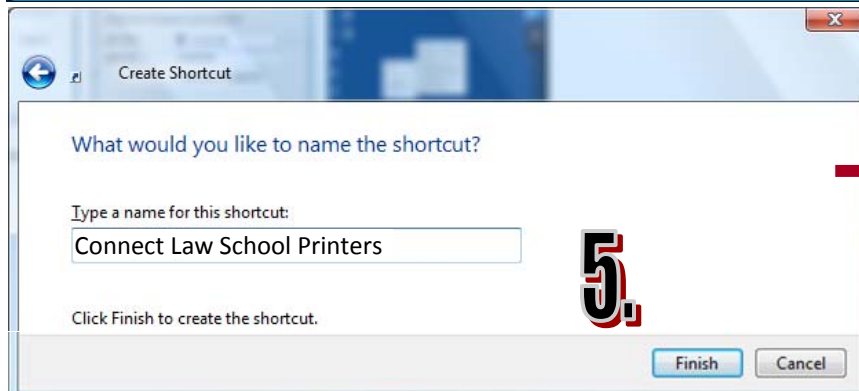 Create Shortcut
What would you like to name the shortcut?
Type a name for this shortcut:
Connect Law School Printers
5.
Click Finish to create the shortcut.
Finish Cancel